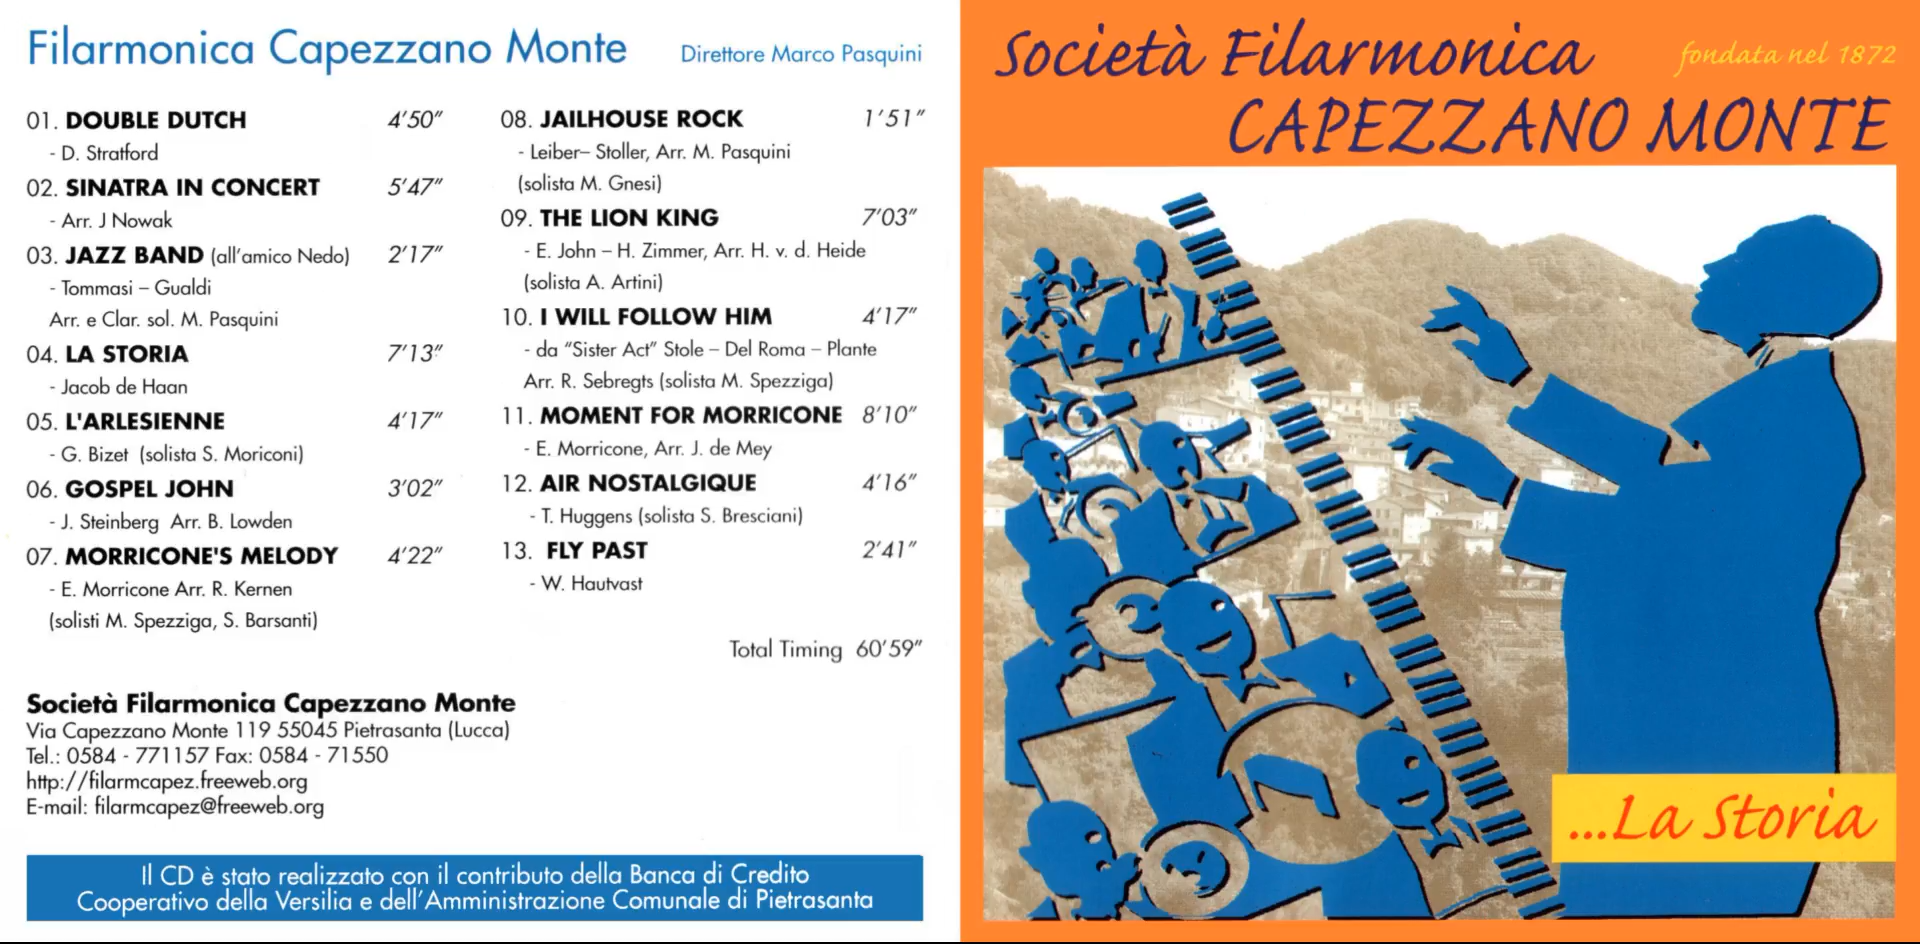 Filarmonica Capezzano Monte
Direttore Marco Pasquini
01. DOUBLE DUTCH 4'50"
- D. Stratford
02. SINATRA IN CONCERT 5'47"
- Arr. J Nowak
03. JAZZ BAND (all'amico Nedo) 2'17"
- Tommasi – Gualdi
Arr. e Clar. sol. M. Pasquini
04. LA STORIA 7'13"
- Jacob de Haan
05. L'ARLESIENNE 4'17"
- G. Bizet (solista S. Moriconi)
06. GOSPEL JOHN 3'02"
- J. Steinberg Arr. B. Lowden
07. MORRICONE'S MELODY 4'22"
- E. Morricone Arr. R. Kernen
(solisti M. Spezziga, S. Barsanti)
08. JAILHOUSE ROCK 1'51"
- Leiber– Stoller, Arr. M. Pasquini
(solista M. Gnesi)
09. THE LION KING 7'03"
- E. John – H. Zimmer, Arr. H. v. d. Heide
(solista A. Artini)
10. I WILL FOLLOW HIM 4'17"
- da "Sister Act" Stole – Del Roma – Plante
Arr. R. Sebregts (solista M. Spezziga)
11. MOMENT FOR MORRICONE 8'10"
- E. Morricone, Arr. J. de Mey
12. AIR NOSTALGIQUE 4'16"
- T. Huggens (solista S. Bresciani)
13. FLY PAST 2'41"
- W. Hautvast
Total Timing 60'59"
Società Filarmonica Capezzano Monte
Via Capezzano Monte 119 55045 Pietrasanta (Lucca)
Tel.: 0584 - 771157 Fax: 0584 - 71550
http://filarmcapez.freeweb.org
E-mail: filarmcapez@freeweb.org
Il CD è stato realizzato con il contributo della Banca di Credito
Cooperativo della Versilia e dell'Amministrazione Comunale di Pietrasanta
Società Filarmonica
fondata nel 1872
CAPEZZANO MONTE
...La Storia